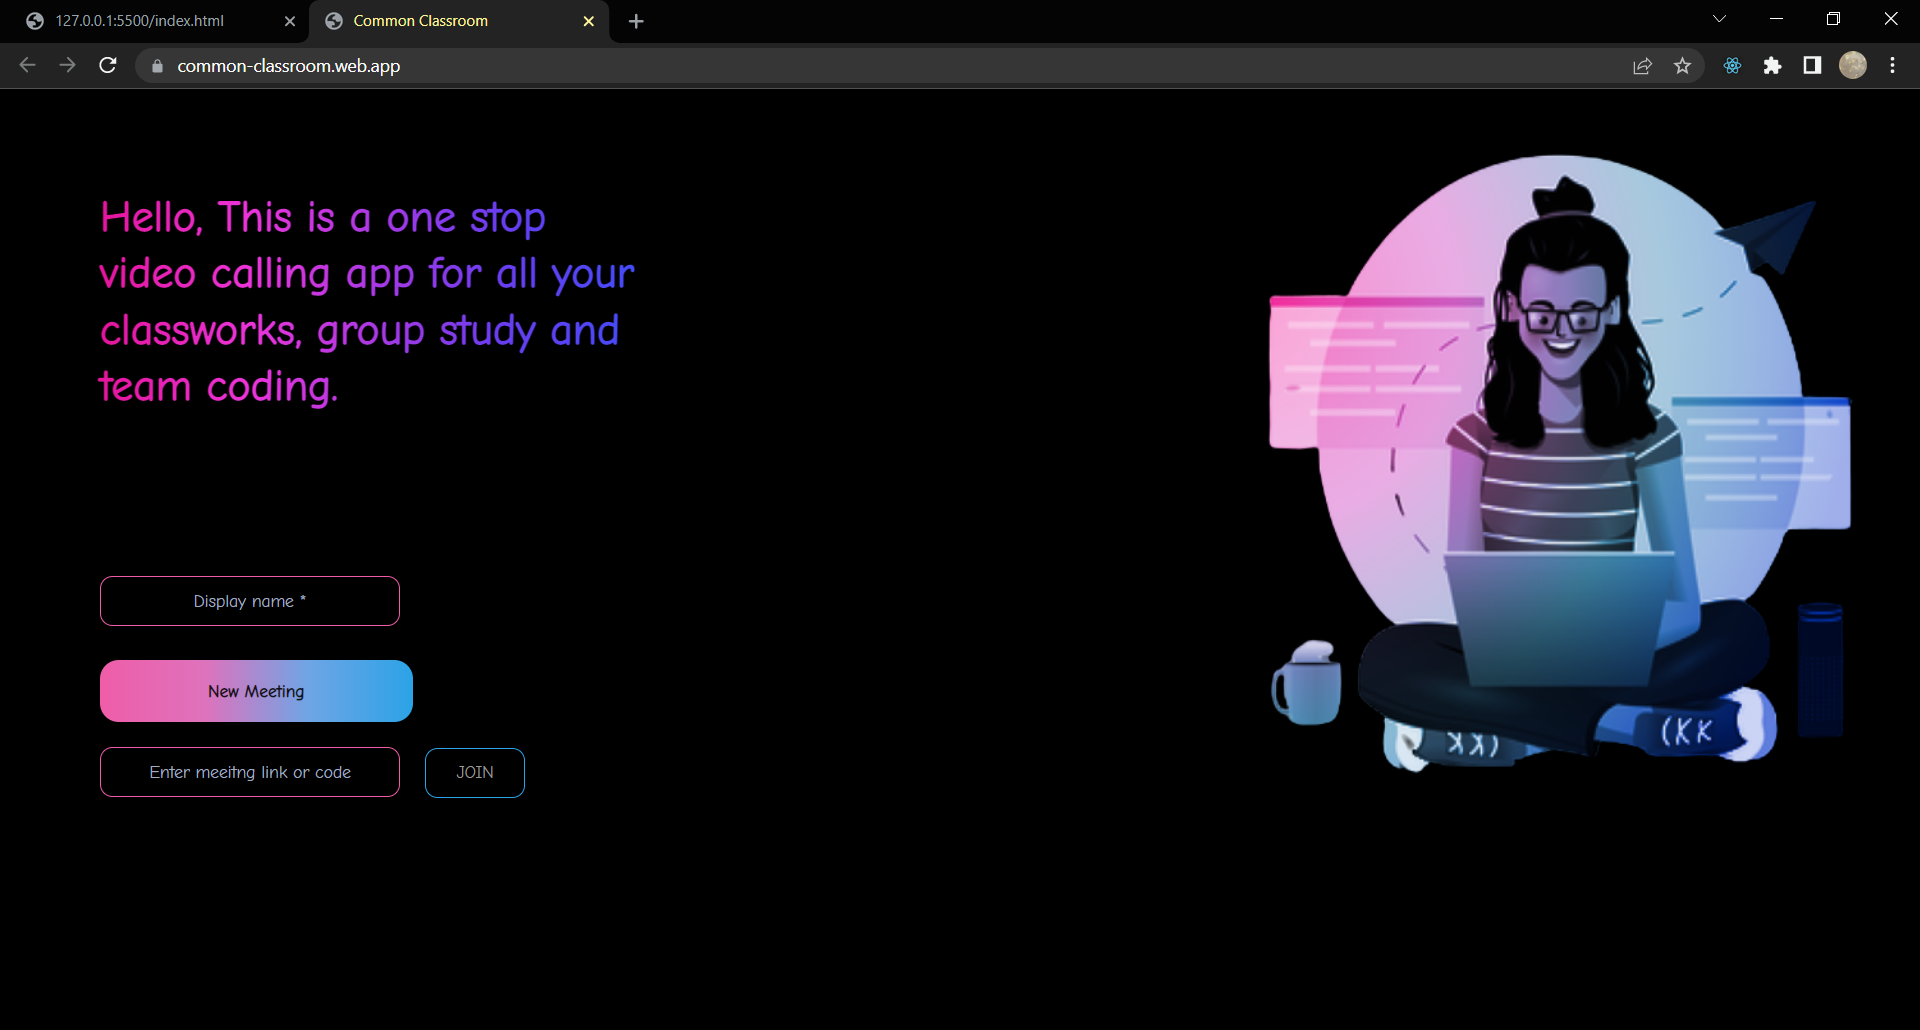 127.0.0.1:5500/index.html
Common Classroom
common-classroom.web.app
Hello, This is a one stop
video calling app for all your
classworks, group study and
team coding.
Display name *
New Meeting
Enter meeitng link or code
JOIN